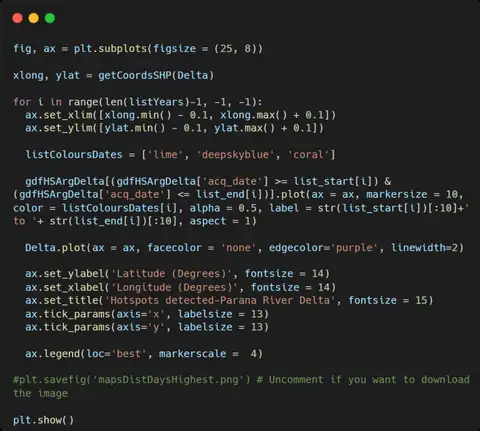 fig, ax = plt.subplots(figsize = (25, 8))
xlong, ylat = getCoordsSHP(Delta)
for i in range(len(listYears)-1, -1, -1):
  ax.set_xlim([xlong.min() - 0.1, xlong.max() + 0.1])
  ax.set_ylim([ylat.min() - 0.1, ylat.max() + 0.1])
  listColoursDates = ['lime', 'deepskyblue', 'coral']
  gdfHSArgDelta[(gdfHSArgDelta['acq_date'] >= list_start[i]) &
(gdfHSArgDelta['acq_date'] <= list_end[i])].plot(ax = ax, markersize = 10,
color = listColoursDates[i], alpha = 0.5, label = str(list_start[i])[:10]+'
to '+ str(list_end[i])[:10], aspect = 1)
  Delta.plot(ax = ax, facecolor = 'none', edgecolor='purple', linewidth=2)
  ax.set_ylabel('Latitude (Degrees)', fontsize = 14)
  ax.set_xlabel('Longitude (Degrees)', fontsize = 14)
  ax.set_title('Hotspots detected-Parana River Delta', fontsize = 15)
  ax.tick_params(axis='x', labelsize = 13)
  ax.tick_params(axis='y', labelsize = 13)
  ax.legend(loc='best', markerscale =  4)
#plt.savefig('mapsDistDaysHighest.png') # Uncomment if you want to download
the image
plt.show()